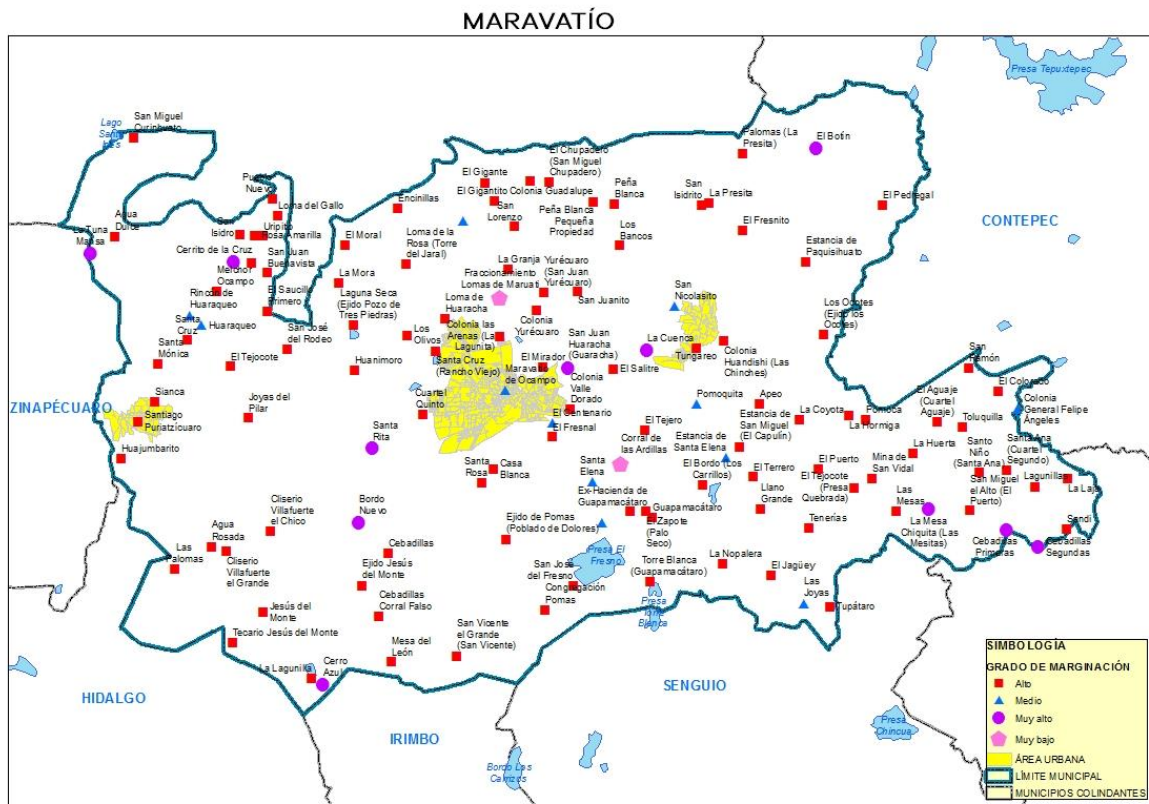 MARAVATÍO
Presa Tepuxtepec
San Miguel
Curinhuato
Lago
Palomas (La
Presita)
El Botín
El Chupadero
(San Miguel
Chupadero)
El Gigante
El Gigantito
Colonia Guadalupe
Peña
Blanca
San
Isidrito
La Presita
El Pedregal
Nuevo
Loma del Gallo
Encinillas
San
Lorenzo
Peña Blanca
Pequeña
Propiedad
Agua
Dulce
La Tuna
Mansa
San
Isidro
Uripitio
Rosa Amarilla
El Moral
Loma de la
Rosa (Torre
del Jaral)
Los
Bancos
El Fresnito
CONTEPEC
Estancia de
Paquisihuato
Cerrito de la Cruz
San Juan
Buenavista
Melchor
Ocampo
La Mora
La Granja
Fraccionamiento
Lomas de Maruati
Yurécuaro
(San Juan
Yurécuaro)
San Juanito
San
Nicolasito
Rincón de
Huaraqueo
El Saucillo
Primero
Laguna Seca
(Ejido Pozo de
Tres Piedras)
Loma de
Huaracha
Colonia
Yurécuaro
Los Ocotes
(Ejido los
Ocotes)
Santa
Cruz
Huaraqueo
San José
del Rodeo
Los
Olivos
Colonia las
Arenas (La
Lagunita)
San Juan
Huaracha
(Guaracha)
La Cuenca
Tungareo
Colonia
Huandishi (Las
Chinches)
Santa
Mónica
El Tejocote
Huanimoro
Santa Cruz
(Rancho Viejo)
El Mirador
Maravatío
de Ocampo
El Salitre
San
Ramón
El Colorado
Colonia
General Felipe
Ángeles
Sianca
ZINAPÉCUARO
Santiago
Puriatzícuaro
Joyas del
Pilar
Cuartel
Quinto
Colonia
Valle
Dorado
El Centenario
El Fresnal
Pomoquita
Apeo
El Aguaje
(Cuartel
Aguaje)
Toluquilla
La Coyota
Pomoca
La Hormiga
Huajumbarito
Santa
Rita
El Tejero
Corral de
las Ardillas
Estancia de
Santa Elena
Estancia de
San Miguel
(El Capulín)
La Huerta
Santo
Niño
(Santa Ana)
Santa Ana
(Cuartel
Segundo)
Santa
Rosa
Casa
Blanca
Santa
Elena
El Bordo (Los
Carrillos)
El Terrero
El Puerto
El Tejocote
(Presa
Quebrada)
Mina de
San Vidal
San Miguel
el Alto (El
Puerto)
Lagunillas
La Laja
Cliserio
Villafuerte
el Chico
Bordo
Nuevo
Ex-Hacienda de
Guapamacátaro
Guapamacátaro
Llano
Grande
Las
Mesas
La Mesa
Chiquita (Las
Mesitas)
Agua
Rosada
Ejido de Pomas
(Poblado de Dolores)
El Zapote
(El Palo
Seco)
Tenerías
Cebadillas
Primeras
Cebadillas
Segundas
Las
Palomas
Cliserio
Villafuerte
el Grande
Cebadillas
Ejido Jesús
del Monte
Presa El
Fresno
Torre Blanca
(Guapamacátaro)
La Nopalera
San José
del Fresno
Congregación
Pomas
Cebadillas
Corral Falso
El Jagüey
Las
Joyas
Tupátaro
Jesús del
Monte
Presa
Torre
Blanca
Tecario Jesús del Monte
Mesa del
León
San Vicente
el Grande
(San Vicente)
La Lagunilla
Cerro
Azul
HIDALGO
IRIMBO
SENGUIO
Presa
Chincua
Bordo Los
SIMBOLOGÍA
GRADO DE MARGINACIÓN
Alto
Medio
Muy alto
Muy bajo
ÁREA URBANA
LÍMITE MUNICIPAL
MUNICIPIOS COLINDANTES